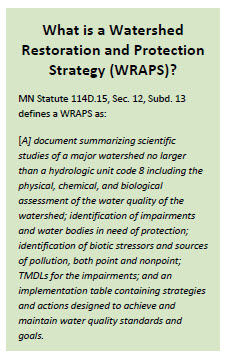 What is a Watershed
Restoration and Protection
Strategy (WRAPS)?
MN Statute 114D.15, Sec. 12, Subd. 13
defines a WRAPS as:
[A] document summarizing scientific
studies of a major watershed no larger
than a hydrologic unit code 8 including the
physical, chemical, and biological
assessment of the water quality of the
watershed; identification of impairments
and water bodies in need of protection;
identification of biotic stressors and sources
of pollution, both point and nonpoint;
TMDLs for the impairments; and an
implementation table containing strategies
and actions designed to achieve and
maintain water quality standards and
goals.